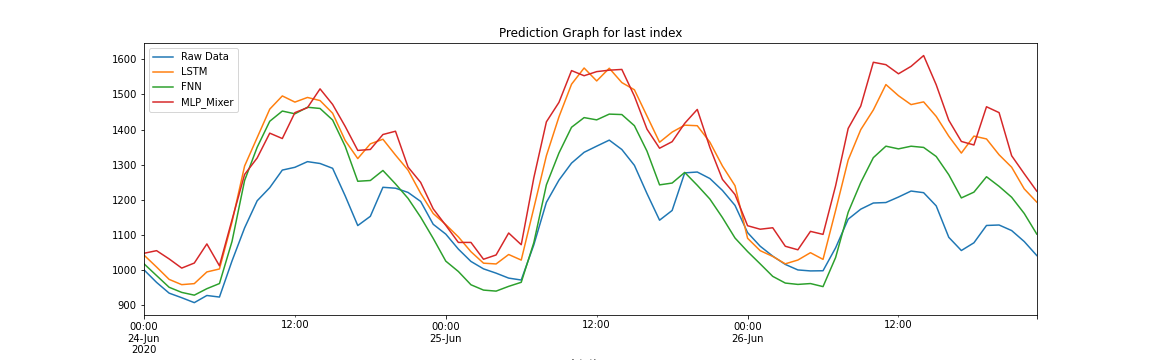 Prediction Graph for last index
Raw Data
LSTM
FNN
MLP_Mixer
1600
1500
1400
1300
1200
1100
1000
900
00:00
24-Jun
2020
12:00
00:00
25-Jun
12:00
00:00
26-Jun
12:00